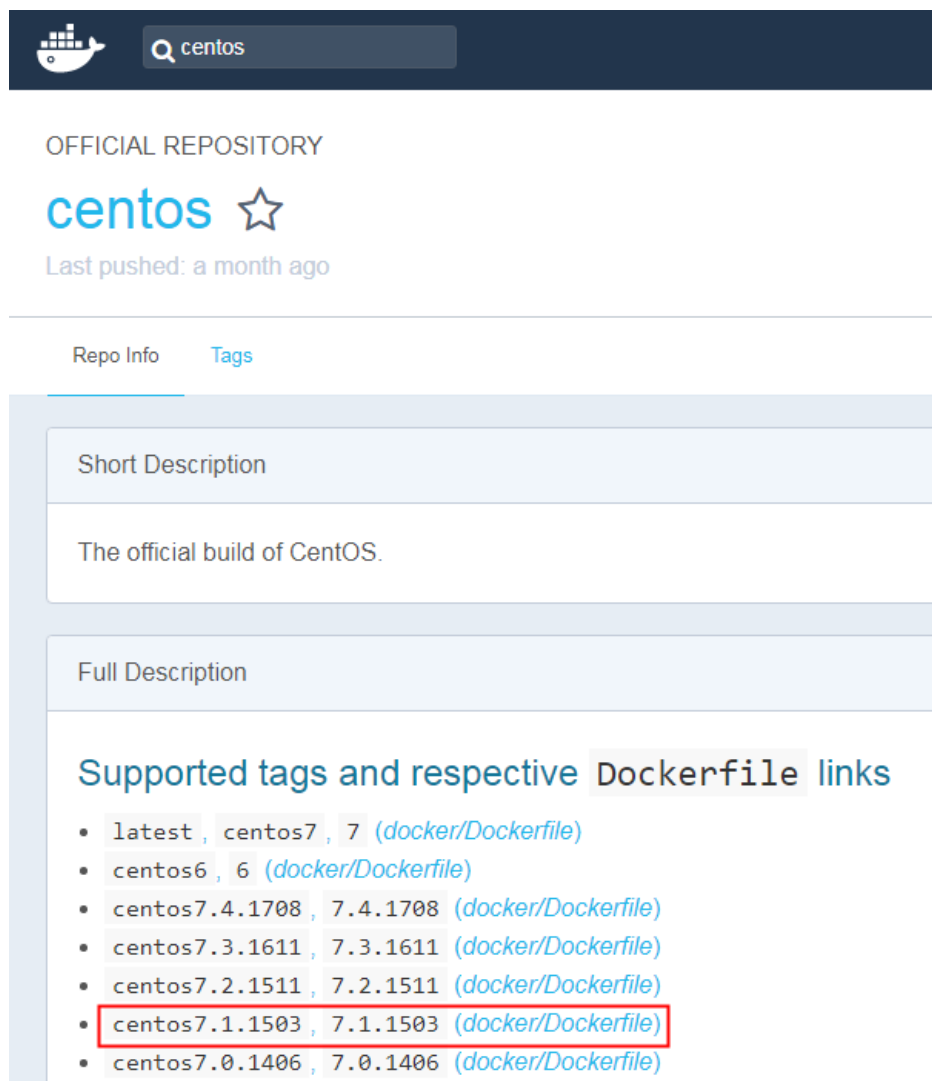 centos
OFFICIAL REPOSITORY
centos
Last pushed: a month ago
Repo Info Tags
Short Description
The official build of CentOS.
Full Description
Supported tags and respective Dockerfile links
• latest , centos7 , 7 (docker/Dockerfile)
• centos6 , 6 (docker/Dockerfile)
• centos7.4.1708 , 7.4.1708 (docker/Dockerfile)
• centos7.3.1611 , 7.3.1611 (docker/Dockerfile)
• centos7.2.1511 , 7.2.1511 (docker/Dockerfile)
• centos7.1.1503 , 7.1.1503 (docker/Dockerfile)
• centos7.0.1406 , 7.0.1406 (docker/Dockerfile)